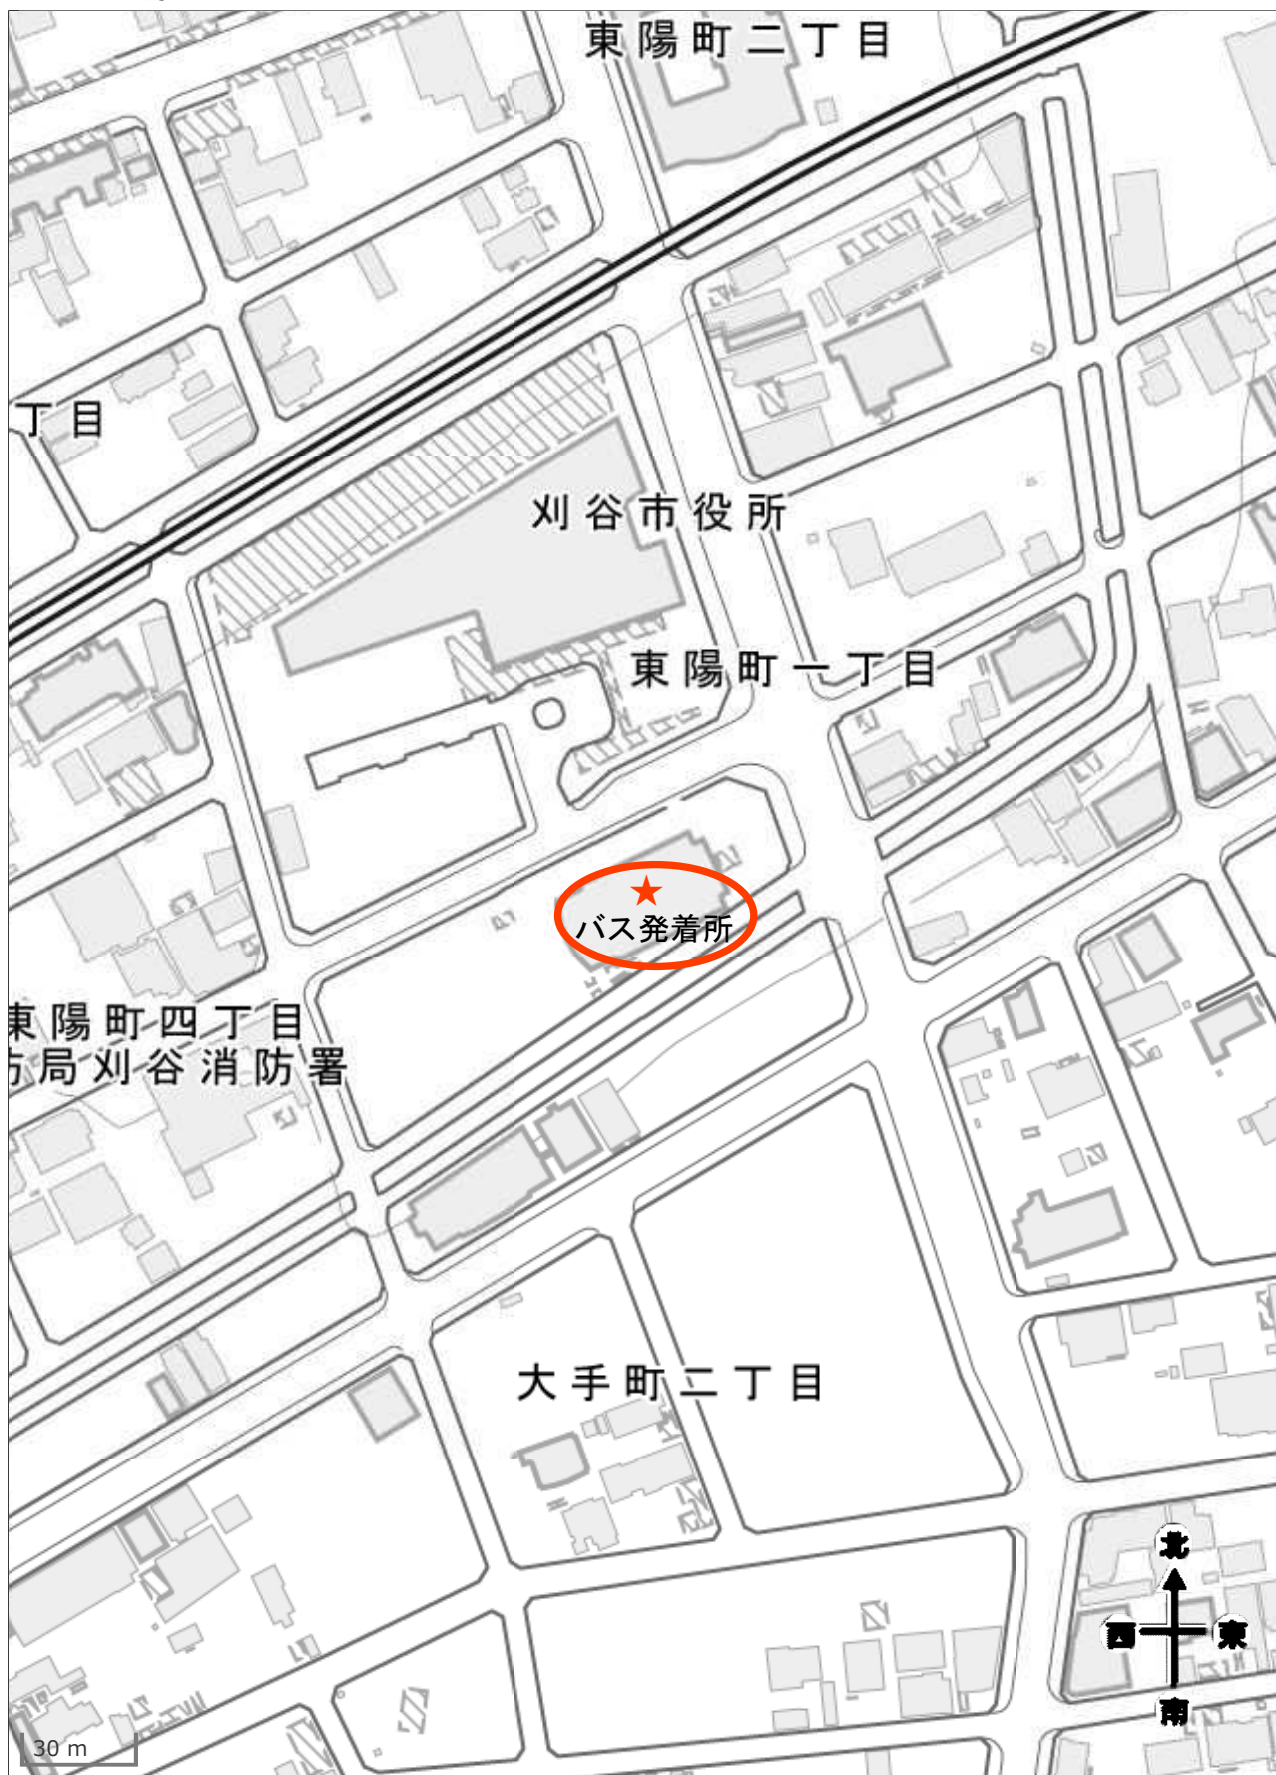 東陽町二丁目
丁目
刈谷市役所
東陽町一丁目
★
バス発着所
東陽町四丁目
防局刈谷消防署
大手町二丁目
北
西
東
南
30 m